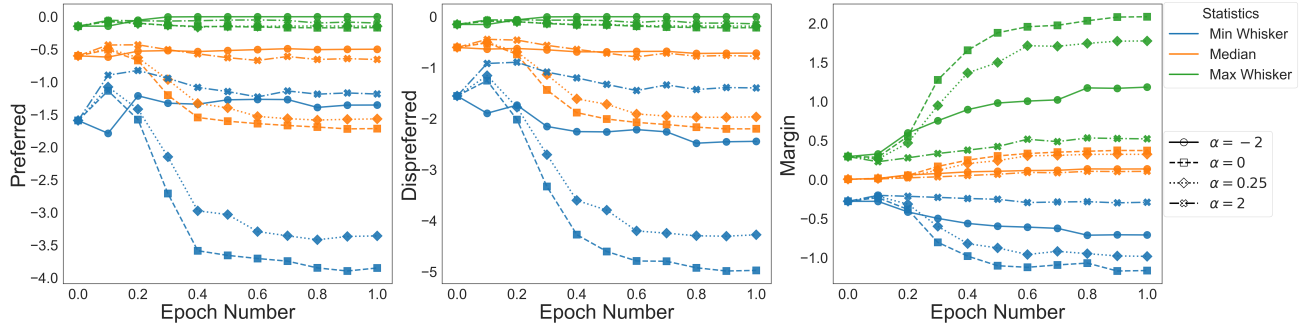 Preferred
0.0
−0.5
−1.0
−1.5
−2.0
−2.5
−3.0
−3.5
−4.0
0.0 0.2 0.4 0.6 0.8 1.0
Epoch Number
Dispreferred
0
−1
−2
−3
−4
−5
0.0 0.2 0.4 0.6 0.8 1.0
Epoch Number
Margin
2.0
1.5
1.0
0.5
0.0
−0.5
−1.0
0.0 0.2 0.4 0.6 0.8 1.0
Epoch Number
Statistics
Min Whisker
Median
Max Whisker
α = −2
α = 0
α = 0.25
α = 2